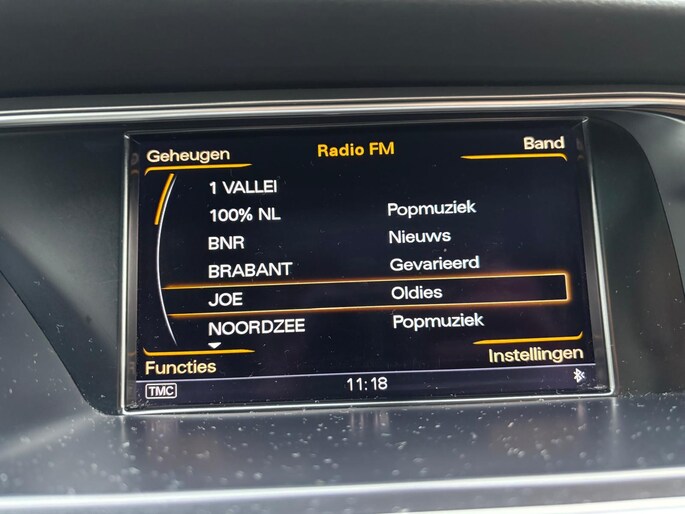 Geheugen Radio FM Band
1 VALLEI
100% NL Popmuziek
BNR Nieuws
BRABANT Gevarieerd
JOE Oldies
NOORDZEE Popmuziek
Functies Instellingen
TMC 11:18